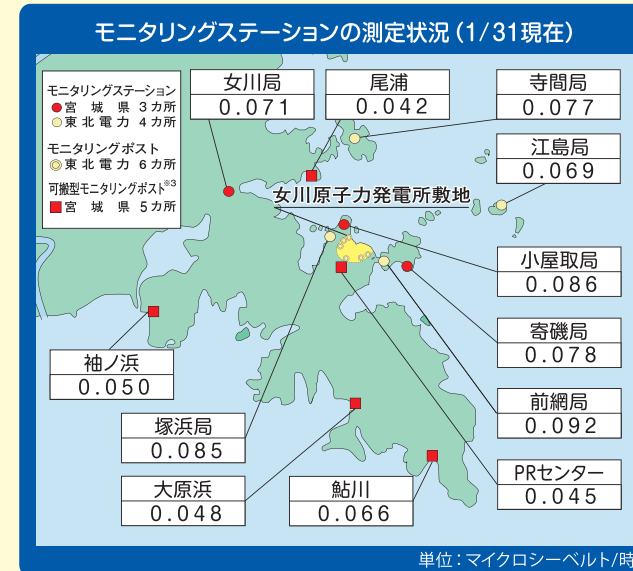 モニタリングステーションの測定状況(1/31現在)
モニタリングステーション
宮城県 3カ所
東北電力 4カ所
モニタリングポスト
東北電力 6カ所
可搬型モニタリングポスト※3
宮城県 5カ所
女川局
0.071
尾浦
0.042
寺間局
0.077
江島局
0.069
女川原子力発電所敷地
小屋取局
0.086
寄磯局
0.078
袖ノ浜
0.050
前網局
0.092
塚浜局
0.085
PRセンター
0.045
大原浜
0.048
鮎川
0.066
単位:マイクロシーベルト/時